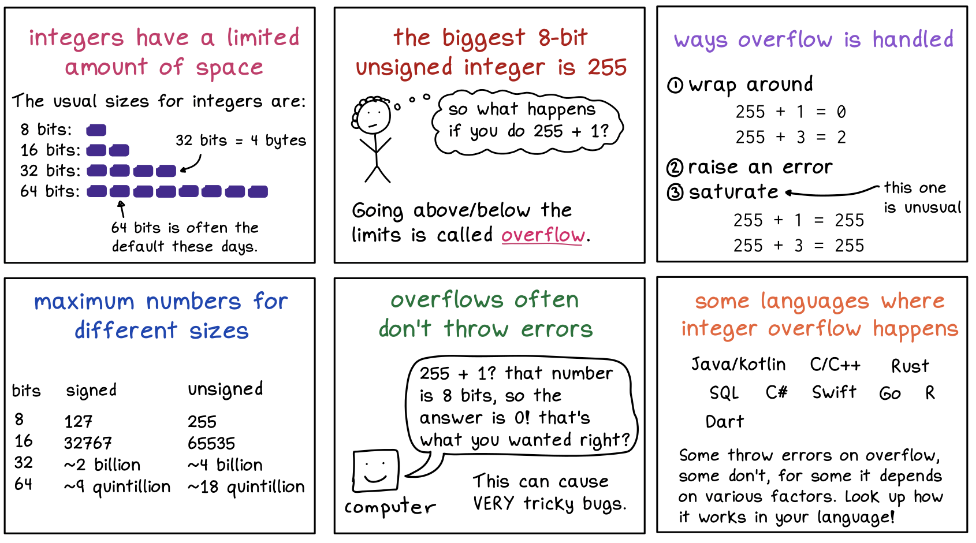 integers have a limited
amount of space
The usual sizes for integers are:
8 bits:
16 bits:
32 bits = 4 bytes
32 bits:
64 bits:
64 bits is often the
default these days.
the biggest 8-bit
unsigned integer is 255
so what happens
if you do 255 + 1?
Going above/below the
limits is called overflow.
ways overflow is handled
① wrap around
255 + 1 = 0
255 + 3 = 2
② raise an error
③ saturate
this one
is unusual
255 + 1 = 255
255 + 3 = 255
maximum numbers for
different sizes
bits signed unsigned
8 127 255
16 32767 65535
32 ~2 billion ~4 billion
64 ~9 quintillion ~18 quintillion
overflows often
don't throw errors
255 + 1? that number
is 8 bits, so the
answer is 0! that's
what you wanted right?
computer
This can cause
VERY tricky bugs.
some languages where
integer overflow happens
Java/Kotlin C/C++ Rust
SQL C# Swift Go R
Dart
Some throw errors on overflow,
some don't, for some it depends
on various factors. Look up how
it works in your language!